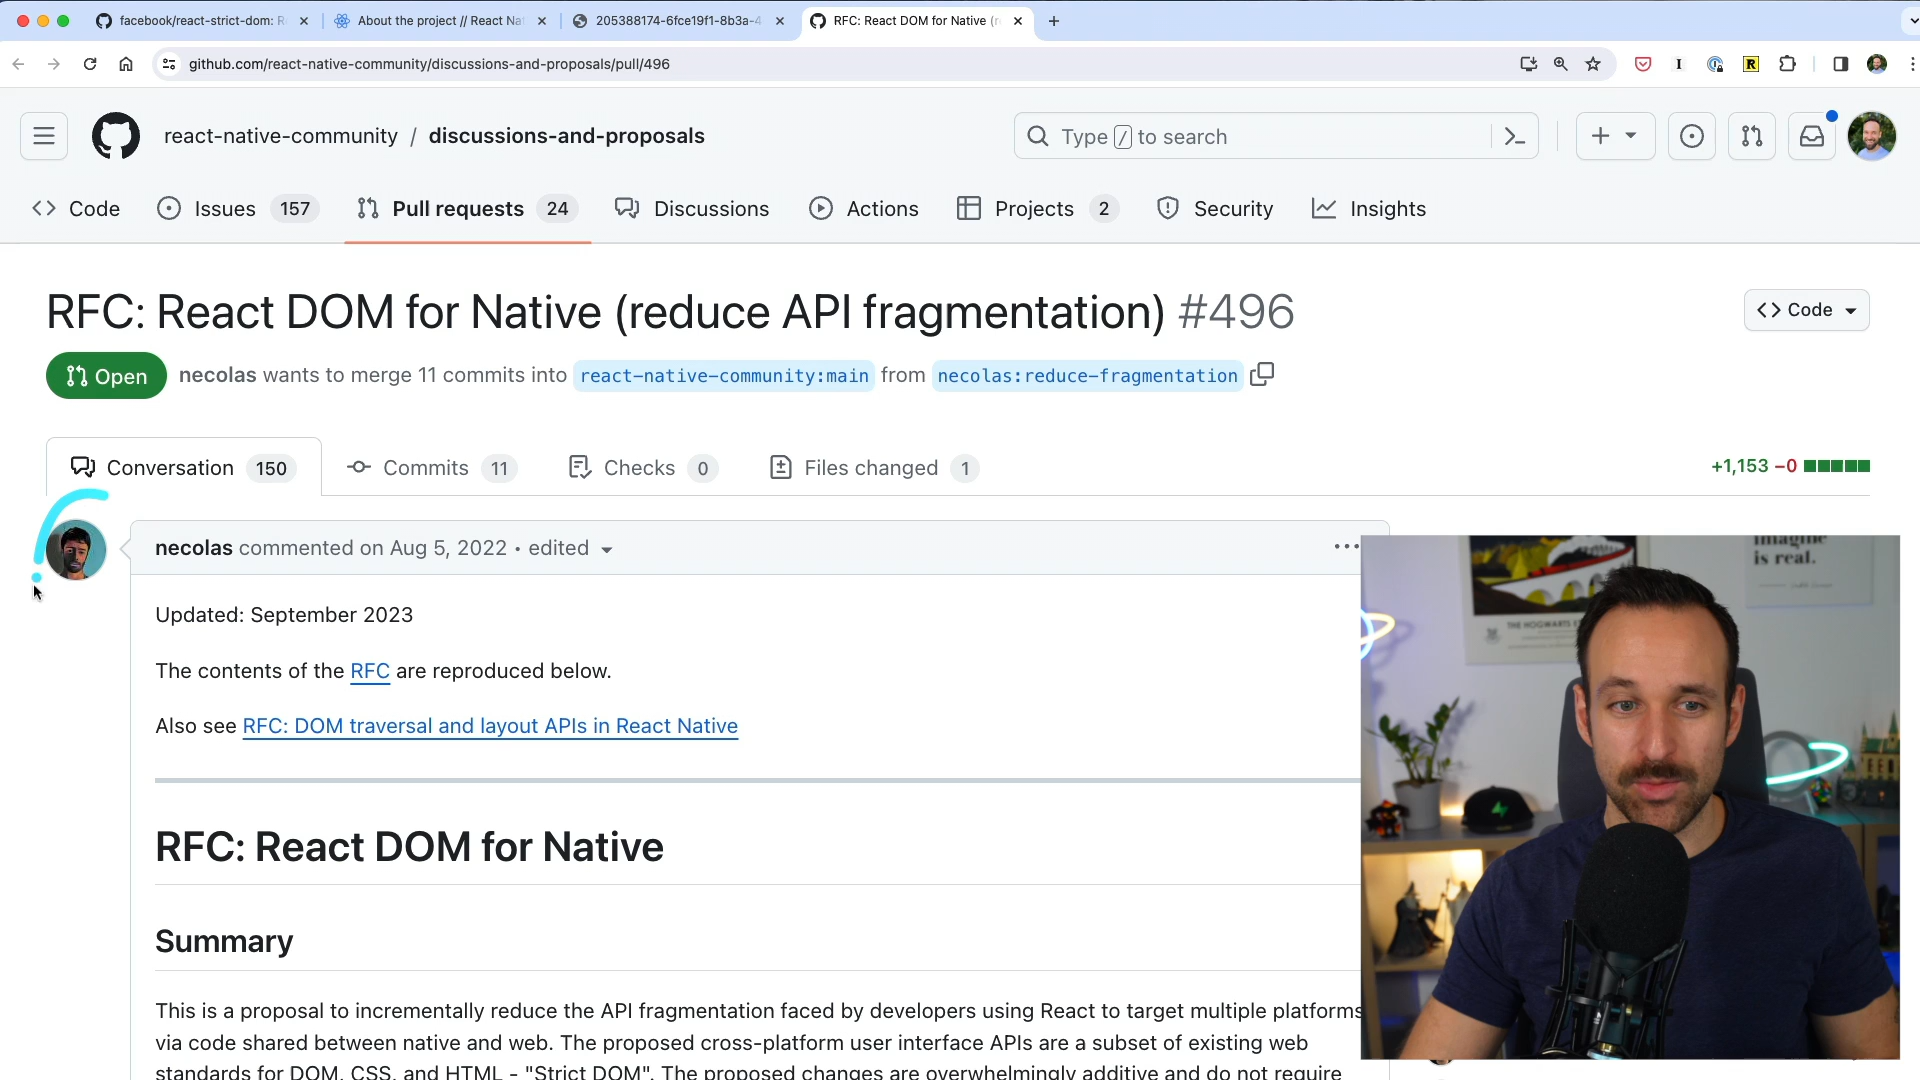 facebook/react-strict-dom: R
About the project // React Na
205388174-6fce19f1-8b3a-4
RFC: React DOM for Native (r
github.com/react-native-community/discussions-and-proposals/pull/496
react-native-community / discussions-and-proposals
Type / to search
Code
Issues 157
Pull requests 24
Discussions
Actions
Projects 2
Security
Insights
RFC: React DOM for Native (reduce API fragmentation) #496
Code
Open
necolas wants to merge 11 commits into react-native-community:main from necolas:reduce-fragmentation
Conversation 150
Commits 11
Checks 0
Files changed 1
+1,153 −0
necolas commented on Aug 5, 2022 • edited
Updated: September 2023
The contents of the RFC are reproduced below.
Also see RFC: DOM traversal and layout APIs in React Native
RFC: React DOM for Native
Summary
This is a proposal to incrementally reduce the API fragmentation faced by developers using React to target multiple platforms
via code shared between native and web. The proposed cross-platform user interface APIs are a subset of existing web
standards for DOM, CSS, and HTML - "Strict DOM". The proposed changes are overwhelmingly additive and do not require
imagine
is real.
THE HOGWARTS